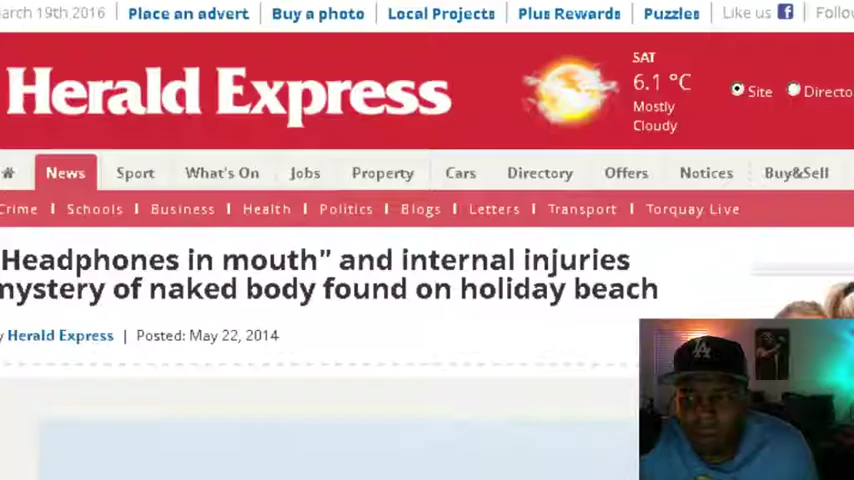 arch 19th 2016 | Place an advert | Buy a photo | Local Projects | Plus Rewards | Puzzles | Like us | Follo
Herald Express
SAT
6.1 °C
Mostly
Cloudy
Site Directo
News Sport What's On Jobs Property Cars Directory Offers Notices Buy&Sell
Crime | Schools | Business | Health | Politics | Blogs | Letters | Transport | Torquay Live
Headphones in mouth" and internal injuries
mystery of naked body found on holiday beach
y Herald Express | Posted: May 22, 2014
LA